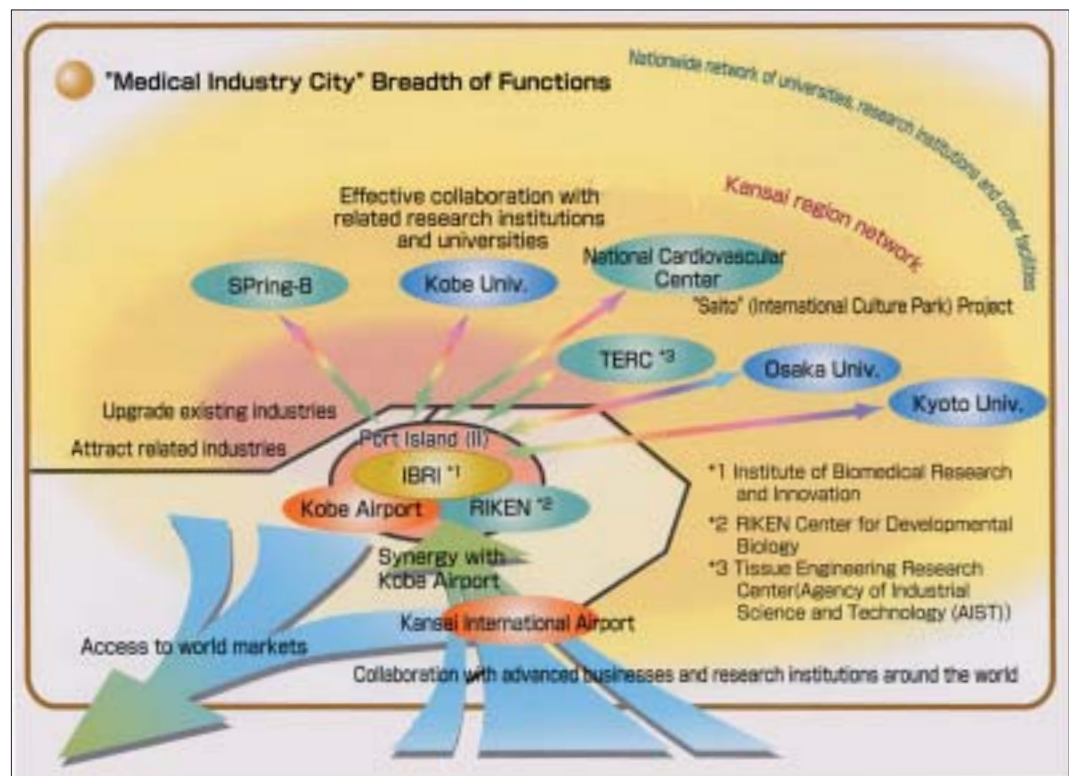 "Medical Industry City" Breadth of Functions
Nationwide network of universities, research institutions and other facilities
Kansai region network
Effective collaboration with
related research institutions
and universities
SPring-8
Kobe Univ.
National Cardiovascular
Center
"Saito" (International Culture Park) Project
TERC *3
Osaka Univ.
Kyoto Univ.
Upgrade existing industries
Attract related industries
Port Island (II)
IBRI *1
Kobe Airport
RIKEN *2
Synergy with
Kobe Airport
Kansai International Airport
*1 Institute of Biomedical Research
and Innovation
*2 RIKEN Center for Developmental
Biology
*3 Tissue Engineering Research
Center(Agency of Industrial
Science and Technology (AIST))
Access to world markets
Collaboration with advanced businesses and research institutions around the world